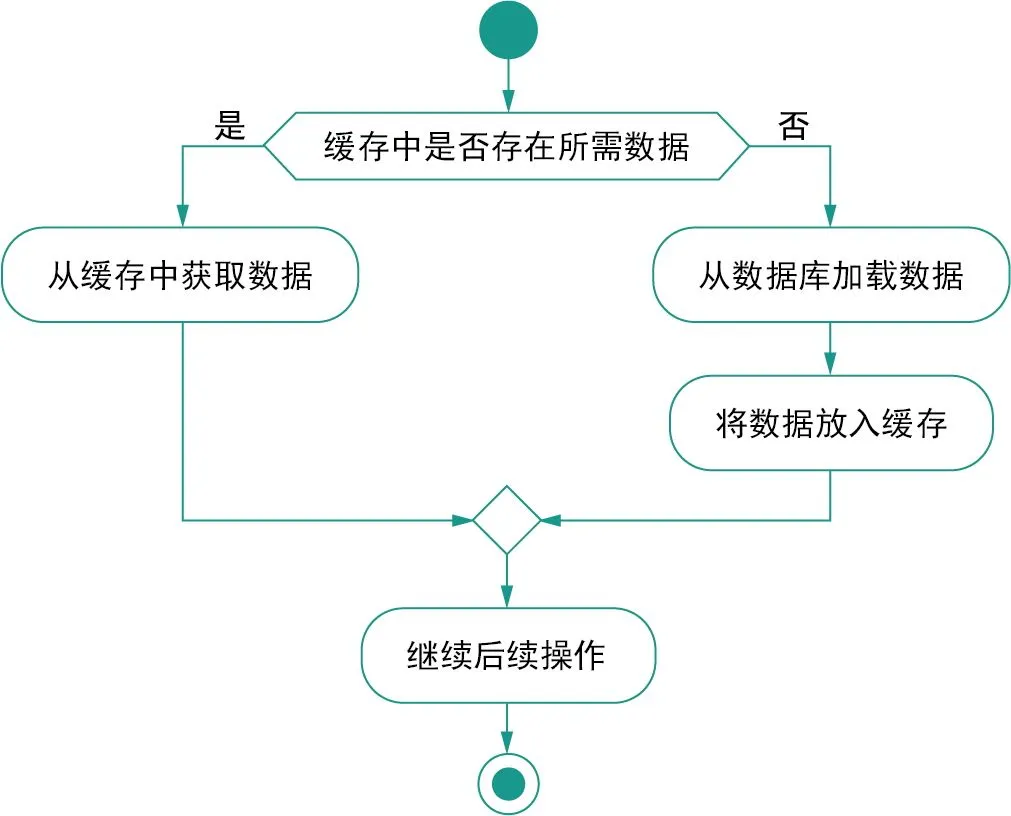 是
缓存中是否存在所需数据
否
从缓存中获取数据
从数据库加载数据
将数据放入缓存
继续后续操作